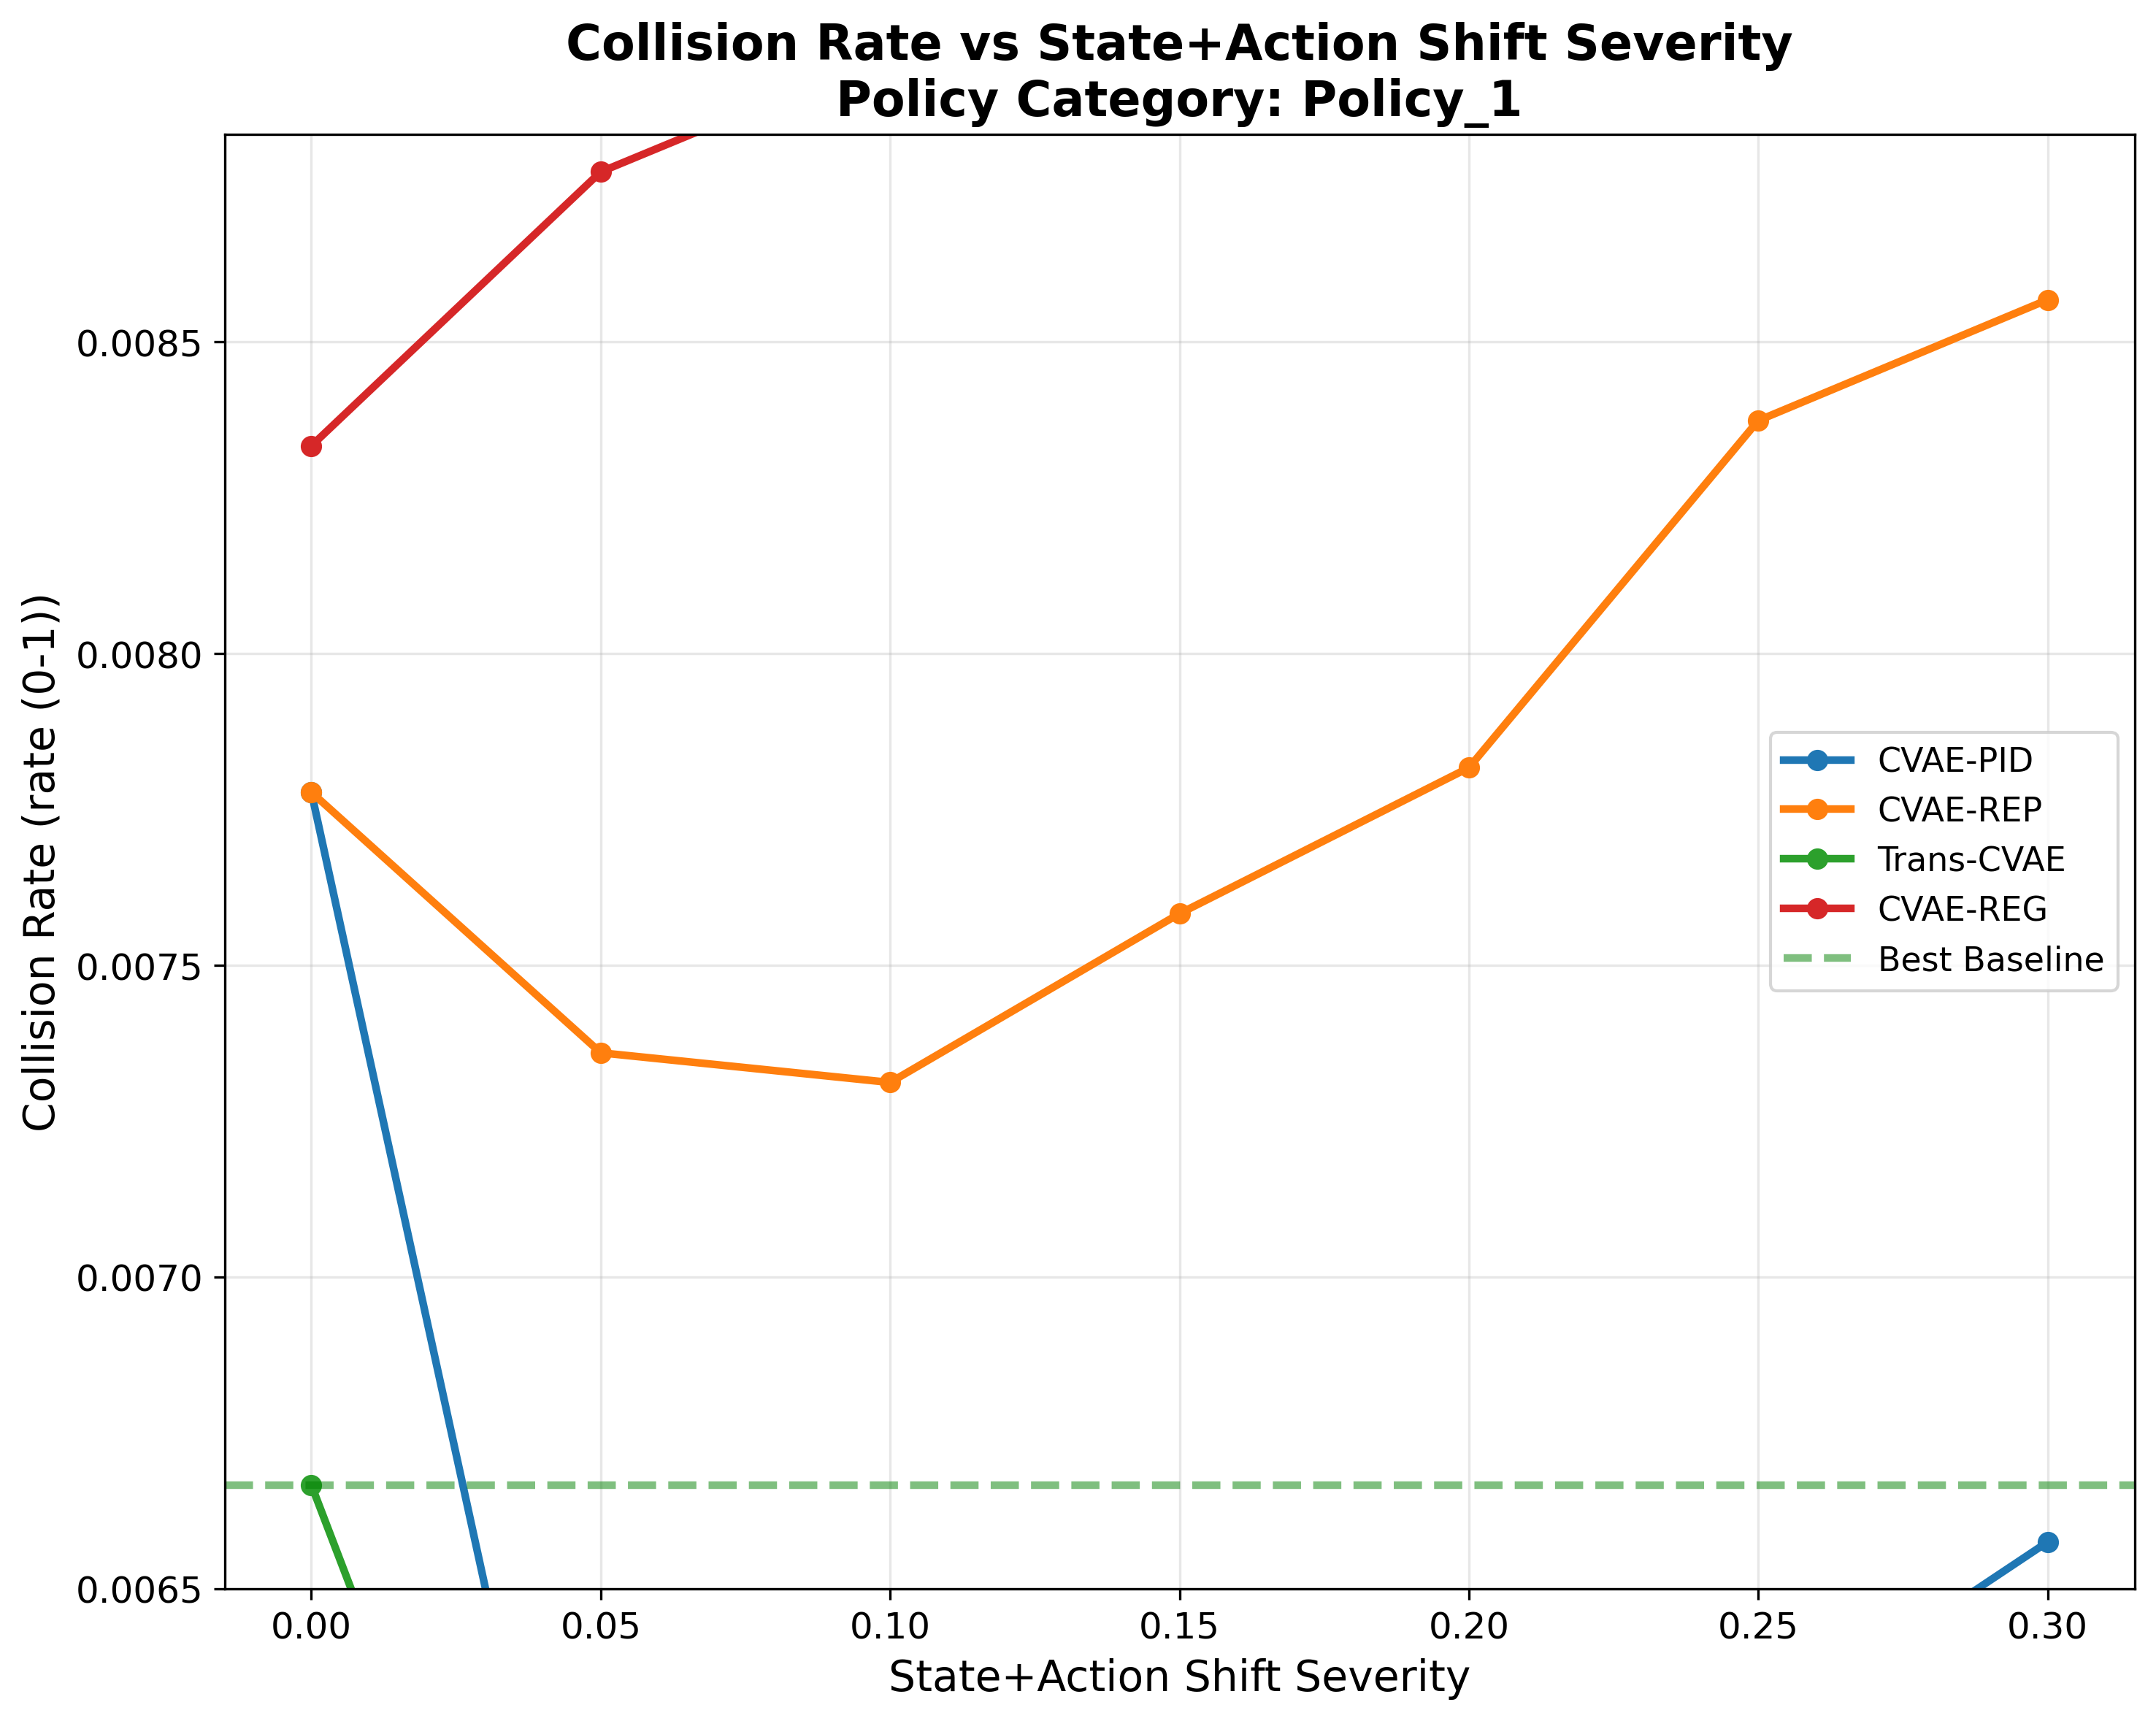 Collision Rate vs State+Action Shift Severity
Policy Category: Policy_1
Collision Rate (rate (0-1))
0.0085
0.0080
0.0075
0.0070
0.0065
CVAE-PID
CVAE-REP
Trans-CVAE
CVAE-REG
Best Baseline
0.00
0.05
0.10
0.15
0.20
0.25
0.30
State+Action Shift Severity